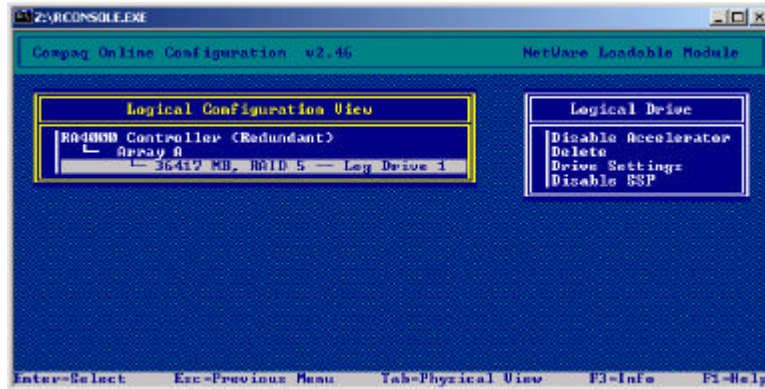 Z:\RCONSOLE.EXE
Compaq Online Configuration v2.46 NetWare Loadable Module
Logical Configuration View
RA4000 Controller (Redundant)
Array A
36417 MB, RAID 5 — Log Drive 1
Logical Drive
Disable Accelerator
Delete
Drive Settings
Disable SSP
Enter-Select Esc-Previous Menu Tab-Physical View F3-Info F1-Help